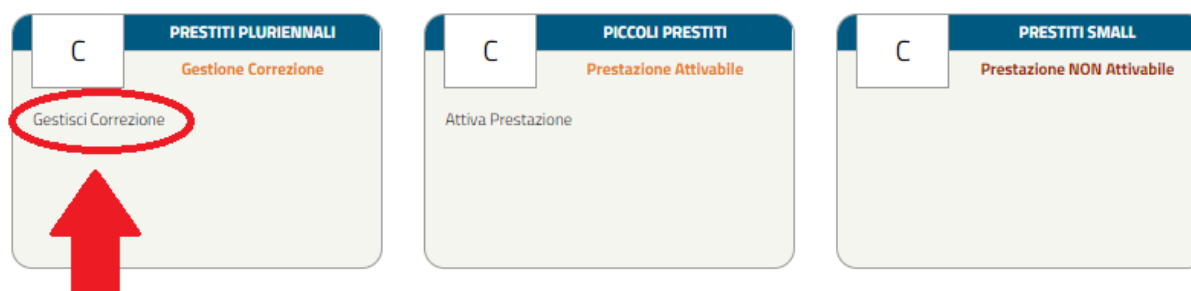 C
PRESTITI PLURIENNALI
Gestione Correzione
Gestisci Correzione
C
PICCOLI PRESTITI
Prestazione Attivabile
Attiva Prestazione
C
PRESTITI SMALL
Prestazione NON Attivabile